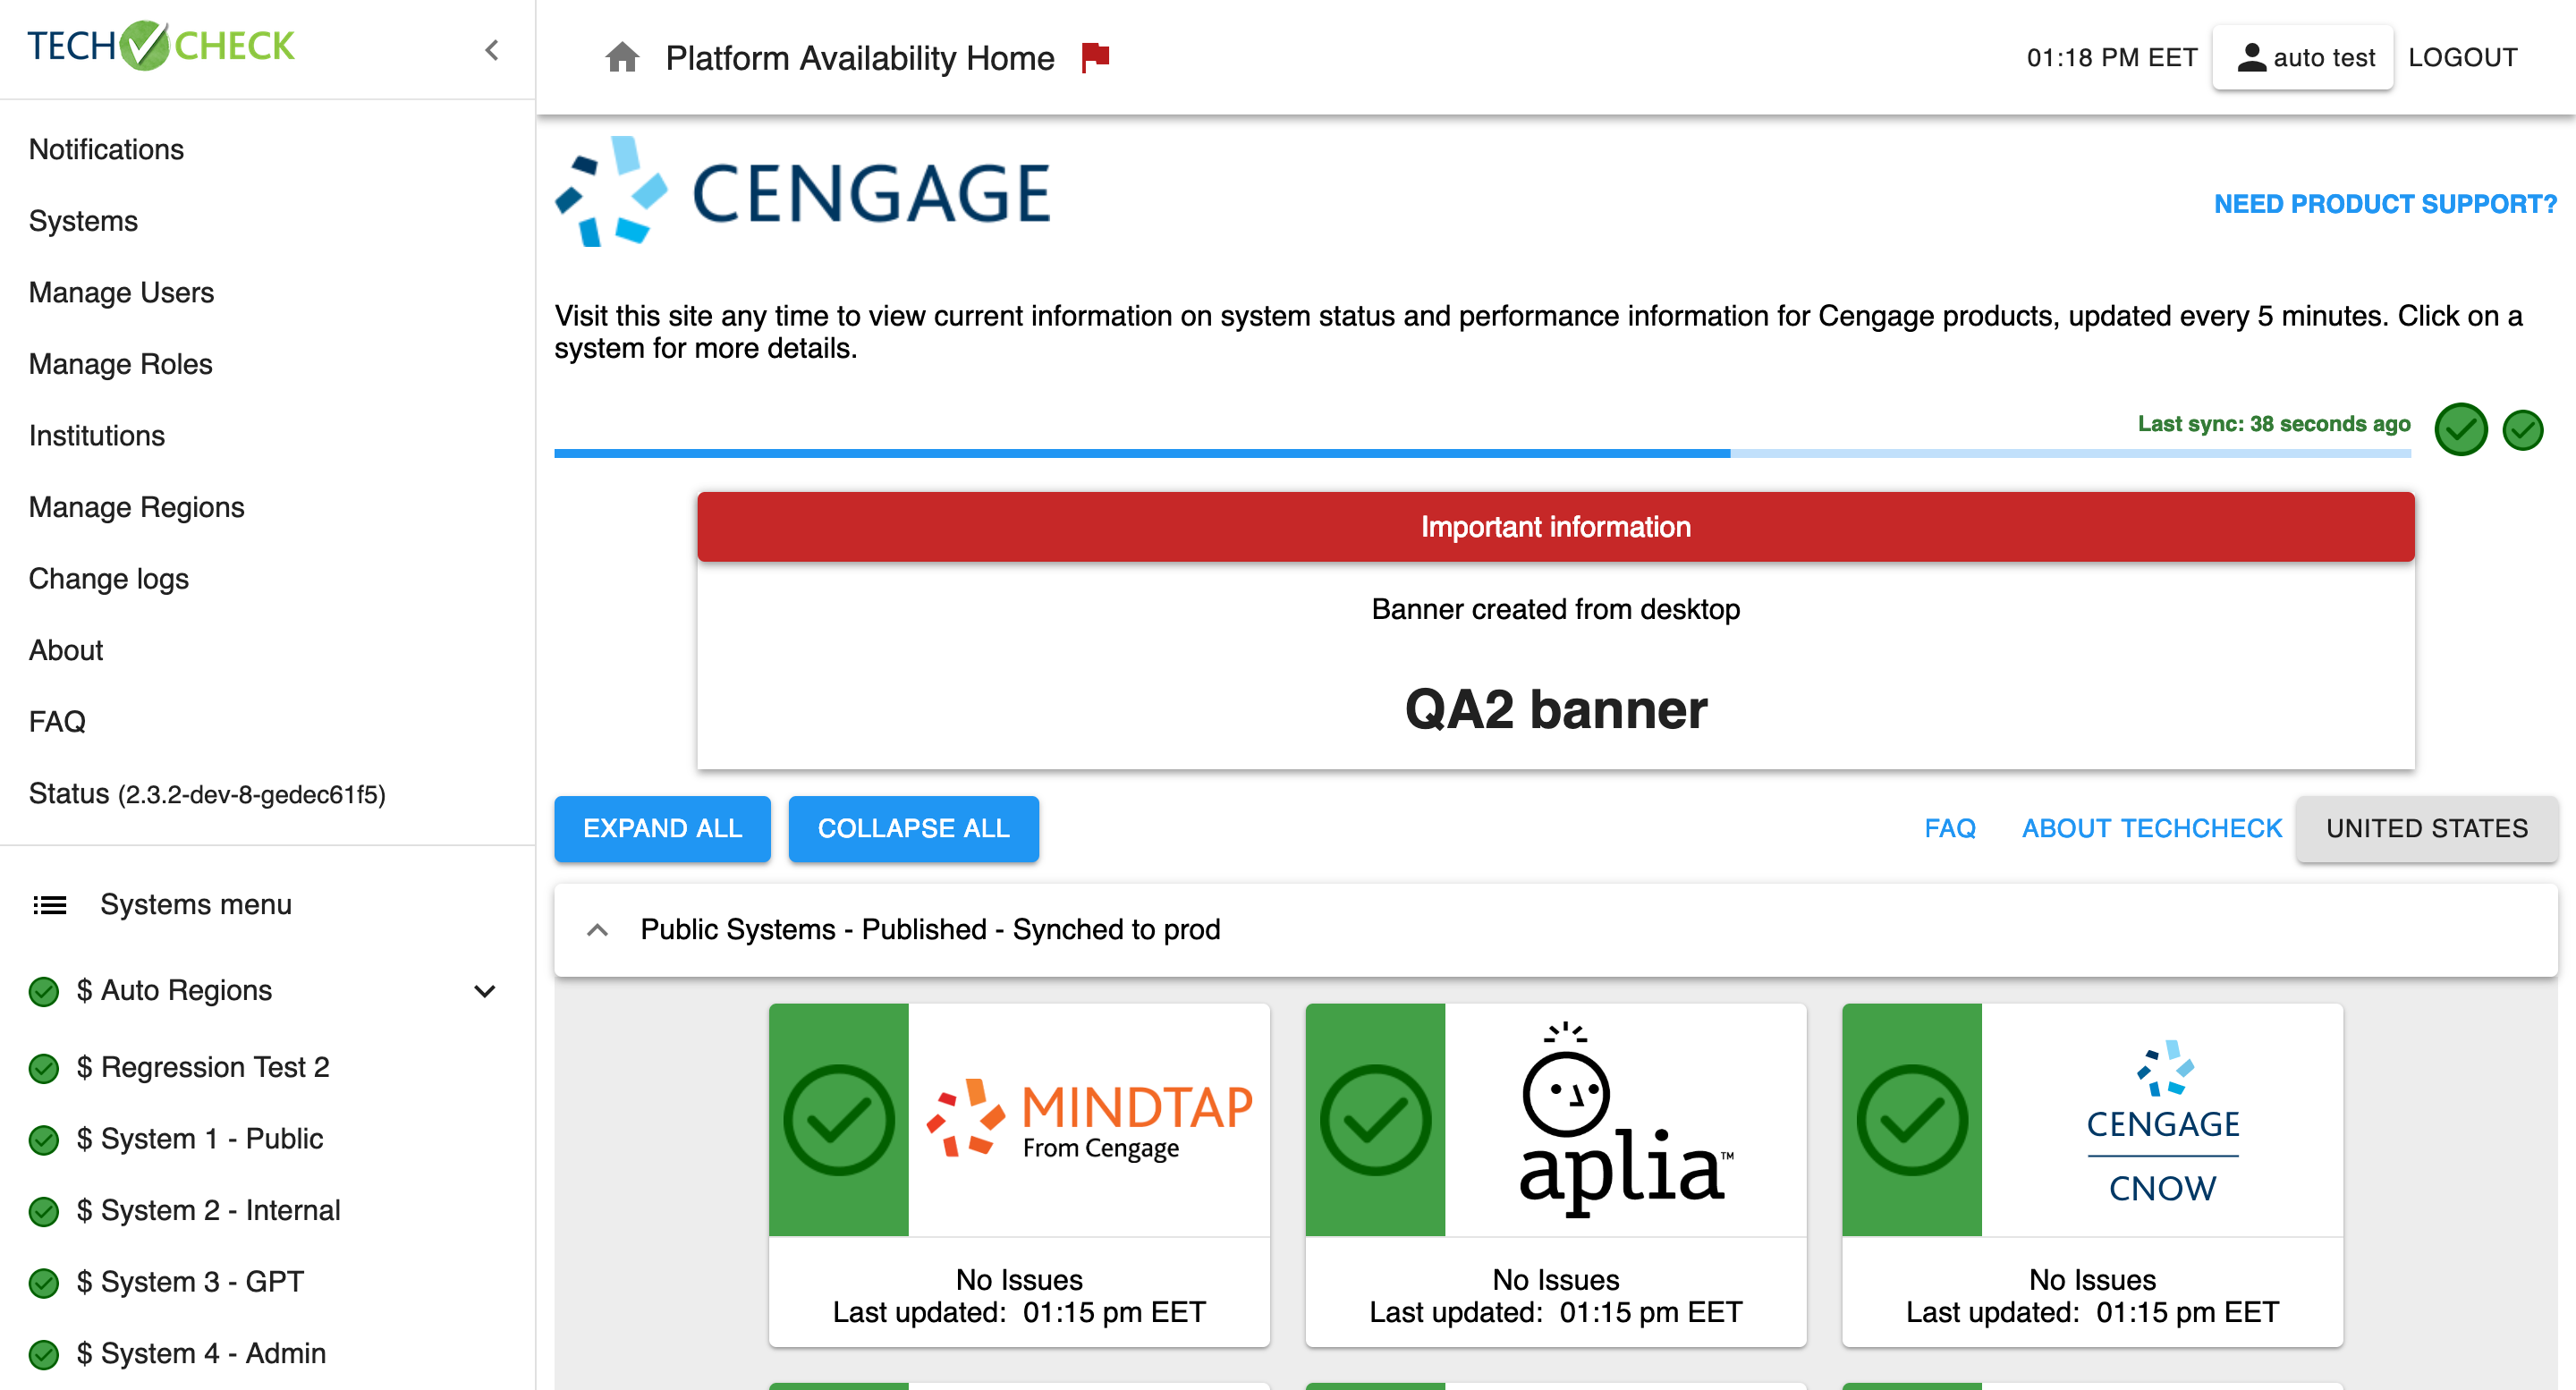 TECH CHECK
Platform Availability Home
01:18 PM EET
auto test
LOGOUT
Notifications
Systems
Manage Users
Manage Roles
Institutions
Manage Regions
Change logs
About
FAQ
Status (2.3.2-dev-8-gedec61f5)
Systems menu
$ Auto Regions
$ Regression Test 2
$ System 1 - Public
$ System 2 - Internal
$ System 3 - GPT
$ System 4 - Admin
CENGAGE
NEED PRODUCT SUPPORT?
Visit this site any time to view current information on system status and performance information for Cengage products, updated every 5 minutes. Click on a
system for more details.
Last sync: 38 seconds ago
Important information
Banner created from desktop
QA2 banner
EXPAND ALL
COLLAPSE ALL
FAQ
ABOUT TECHCHECK
UNITED STATES
Public Systems - Published - Synched to prod
MINDTAP
From Cengage
No Issues
Last updated: 01:15 pm EET
aplia™
No Issues
Last updated: 01:15 pm EET
CENGAGE
CNOW
No Issues
Last updated: 01:15 pm EET